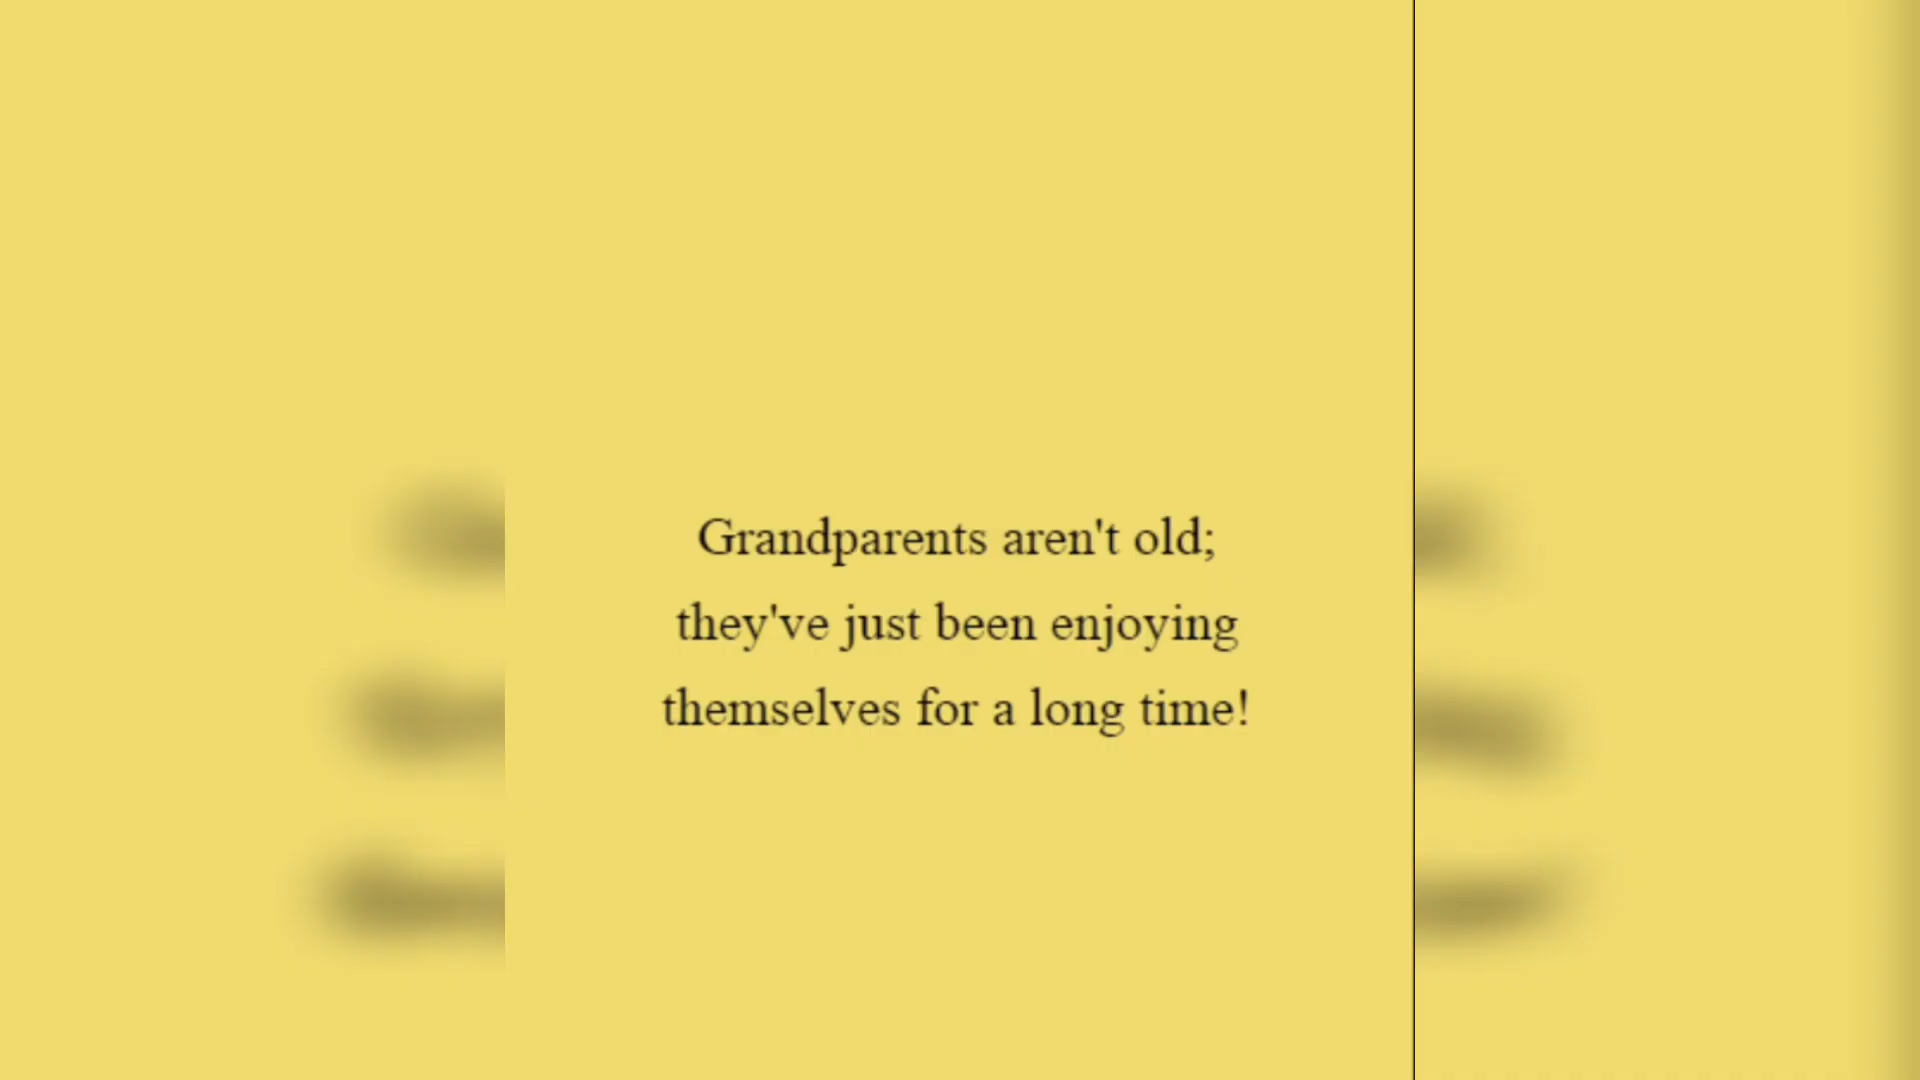 Grandparents aren't old;
they've just been enjoying
themselves for a long time!